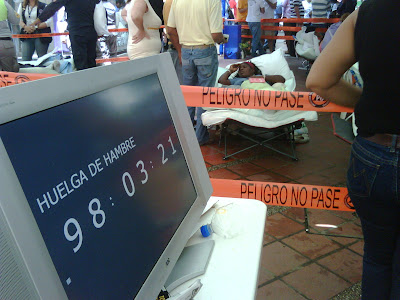 HUELGA DE HAMBRE
98:03:21
PELIGRO NO PASE
PELIGRO NO PASE